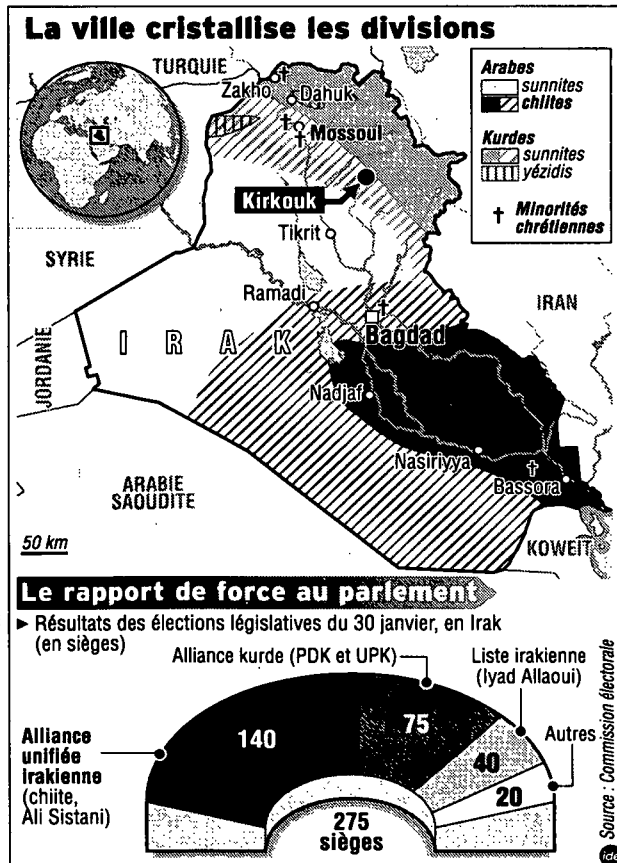 La ville cristallise les divisions
TURQUIE
Zakho
Dahuk
Mossoul
Kirkouk
Tikrit
SYRIE
Ramadi
IRAN
IRAK
Bagdad
JORDANIE
Nadjaf
Nasiriyya
Bassora
ARABIE
SAOUDITE
KOWEÏT
50 km
Arabes
sunnites
chiites
Kurdes
sunnites
yézidis
Minorités
chrétiennes
Le rapport de force au parlement
► Résultats des élections législatives du 30 janvier, en Irak
(en sièges)
Alliance kurde (PDK et UPK)
Liste irakienne
(Iyad Allaoui)
Autres
Alliance
unifiée
irakienne
(chiite,
Ali Sistani)
140
75
40
20
275
sièges
Source : Commission électorale
idé